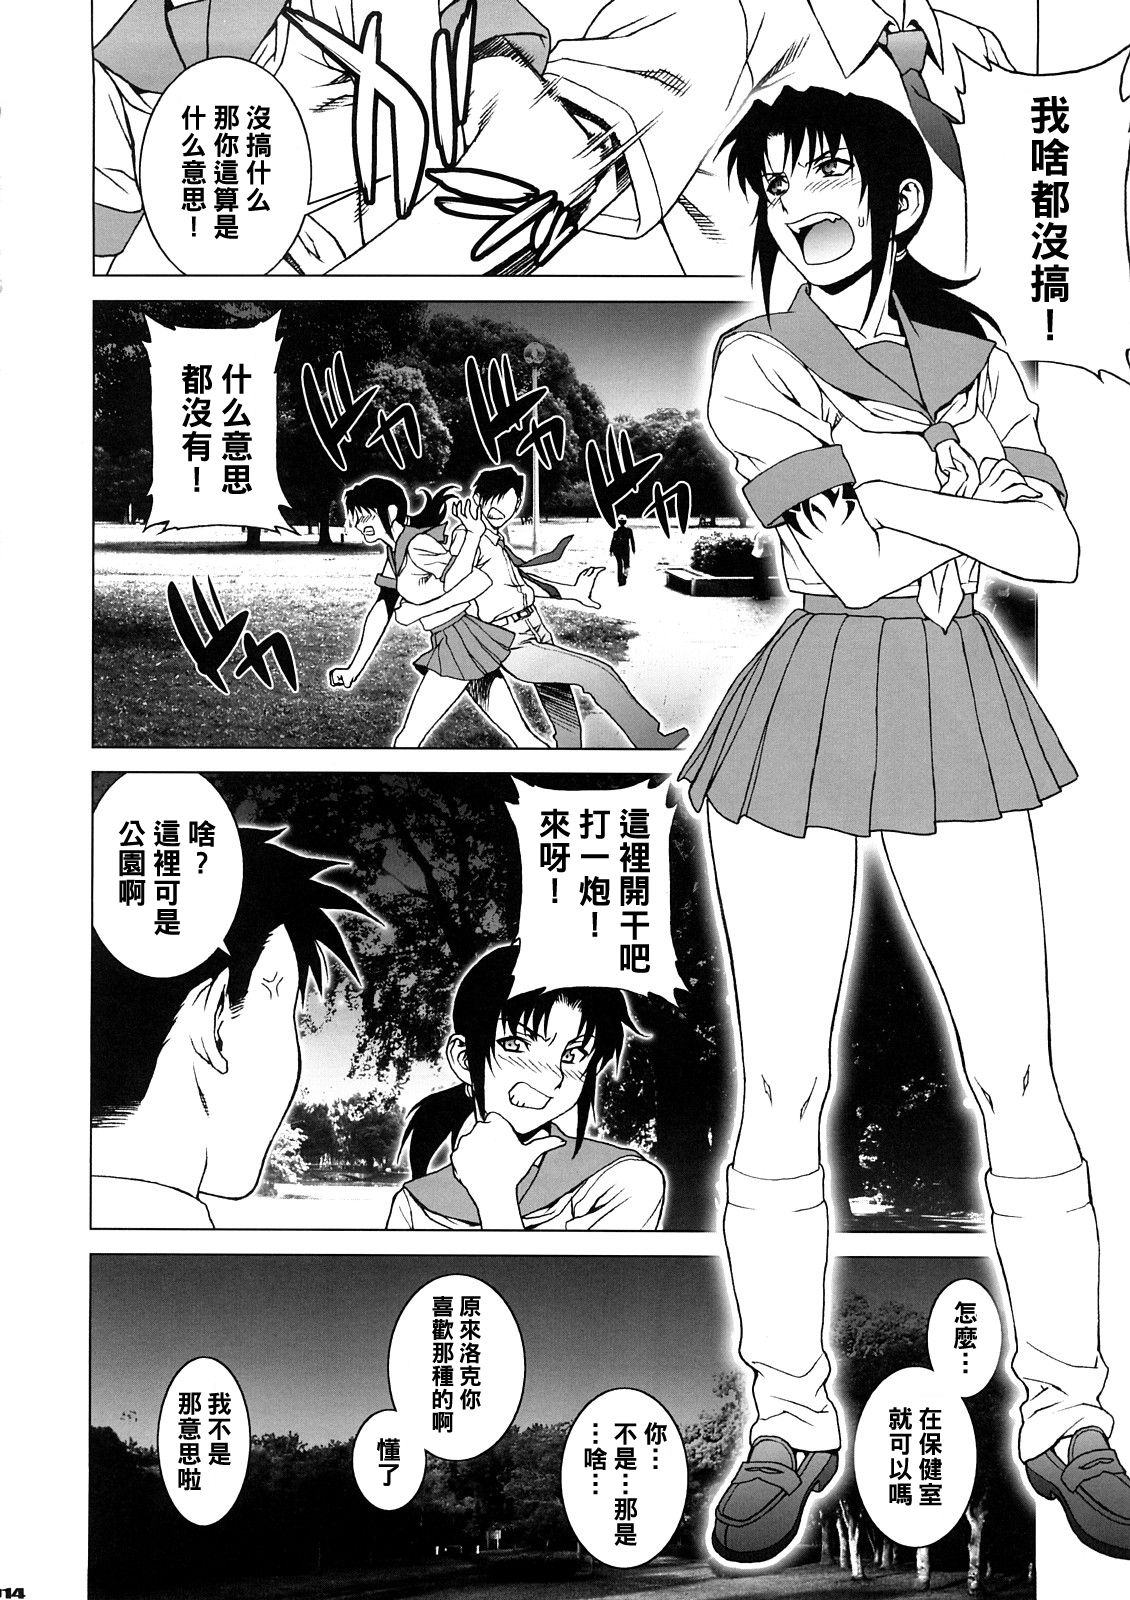 我啥都沒搞！
沒搞什么
那你這算是
什么意思！
ドカ
ドカ
ドカ
ドカ
什么意思
都沒有！
這裡開干吧
打一炮！
來呀！
啥？
這裡可是
公園啊
怎麼…
在保健室
就可以嗎
你…
不是…那是
…啥…
原來洛克你
喜歡那種的啊
懂了
我不是
那意思啦
014